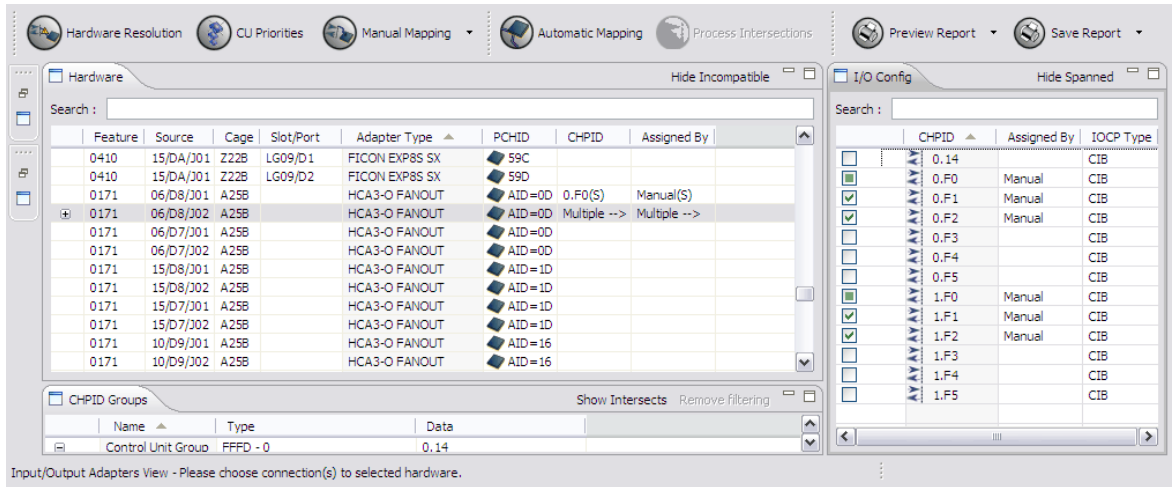 Hardware Resolution CU Priorities Manual Mapping Automatic Mapping Process Intersections Preview Report Save Report
Hardware Hide Incompatible
Search :
Feature Source Cage Slot/Port Adapter Type PCHID CHPID Assigned By
0410 15/DA/J01 Z22B LG09/D1 FICON EXP8S SX 59C
0410 15/DA/J01 Z22B LG09/D2 FICON EXP8S SX 59D
0171 06/D8/J01 A25B HCA3-O FANOUT AID=0D 0.F0(S) Manual(S)
0171 06/D8/J02 A25B HCA3-O FANOUT AID=0D Multiple --> Multiple -->
0171 06/D7/J01 A25B HCA3-O FANOUT AID=0D
0171 06/D7/J02 A25B HCA3-O FANOUT AID=0D
0171 15/D8/J01 A25B HCA3-O FANOUT AID=1D
0171 15/D8/J02 A25B HCA3-O FANOUT AID=1D
0171 15/D7/J01 A25B HCA3-O FANOUT AID=1D
0171 15/D7/J02 A25B HCA3-O FANOUT AID=1D
0171 10/D9/J01 A25B HCA3-O FANOUT AID=16
0171 10/D9/J02 A25B HCA3-O FANOUT AID=16
CHPID Groups Show Intersects Remove filtering
Name Type Data
Control Unit Group FFFD - 0 0.14
I/O Config Hide Spanned
Search :
CHPID Assigned By IOCP Type
0.14 CIB
0.F0 Manual CIB
0.F1 Manual CIB
0.F2 Manual CIB
0.F3 CIB
0.F4 CIB
0.F5 CIB
1.F0 Manual CIB
1.F1 Manual CIB
1.F2 Manual CIB
1.F3 CIB
1.F4 CIB
1.F5 CIB
Input/Output Adapters View - Please choose connection(s) to selected hardware.